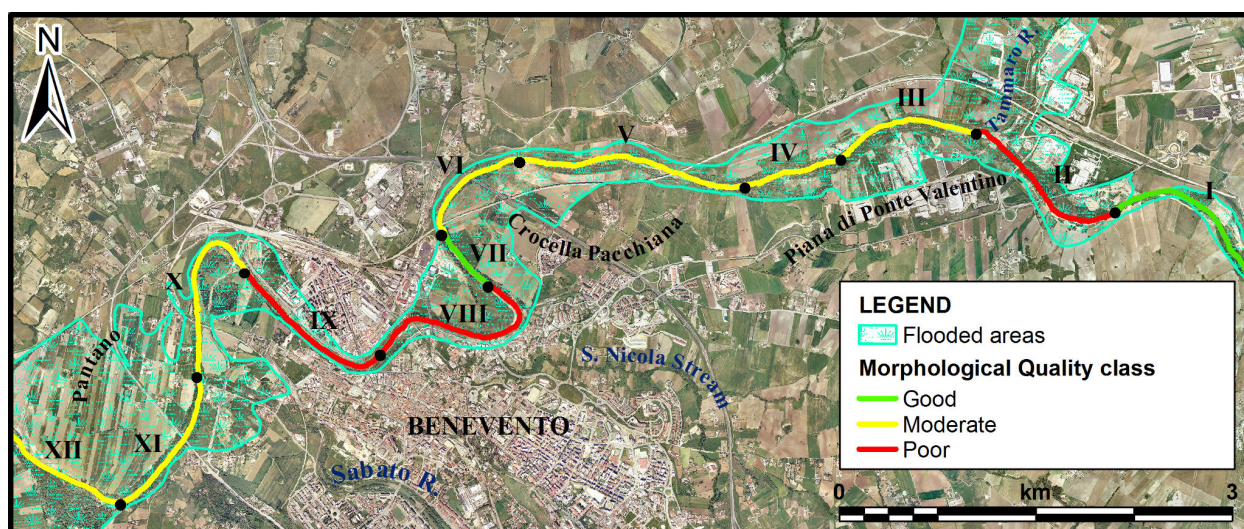 N
Tammaro R.
III
V
IV
VI
II
Piana di Ponte Valentino
I
Crocella Pacchiana
VII
X
VIII
IX
Pantano
S. Nicola Stream
BENEVENTO
XII
XI
Sabato R.
LEGEND
Flooded areas
Morphological Quality class
Good
Moderate
Poor
0 km 3